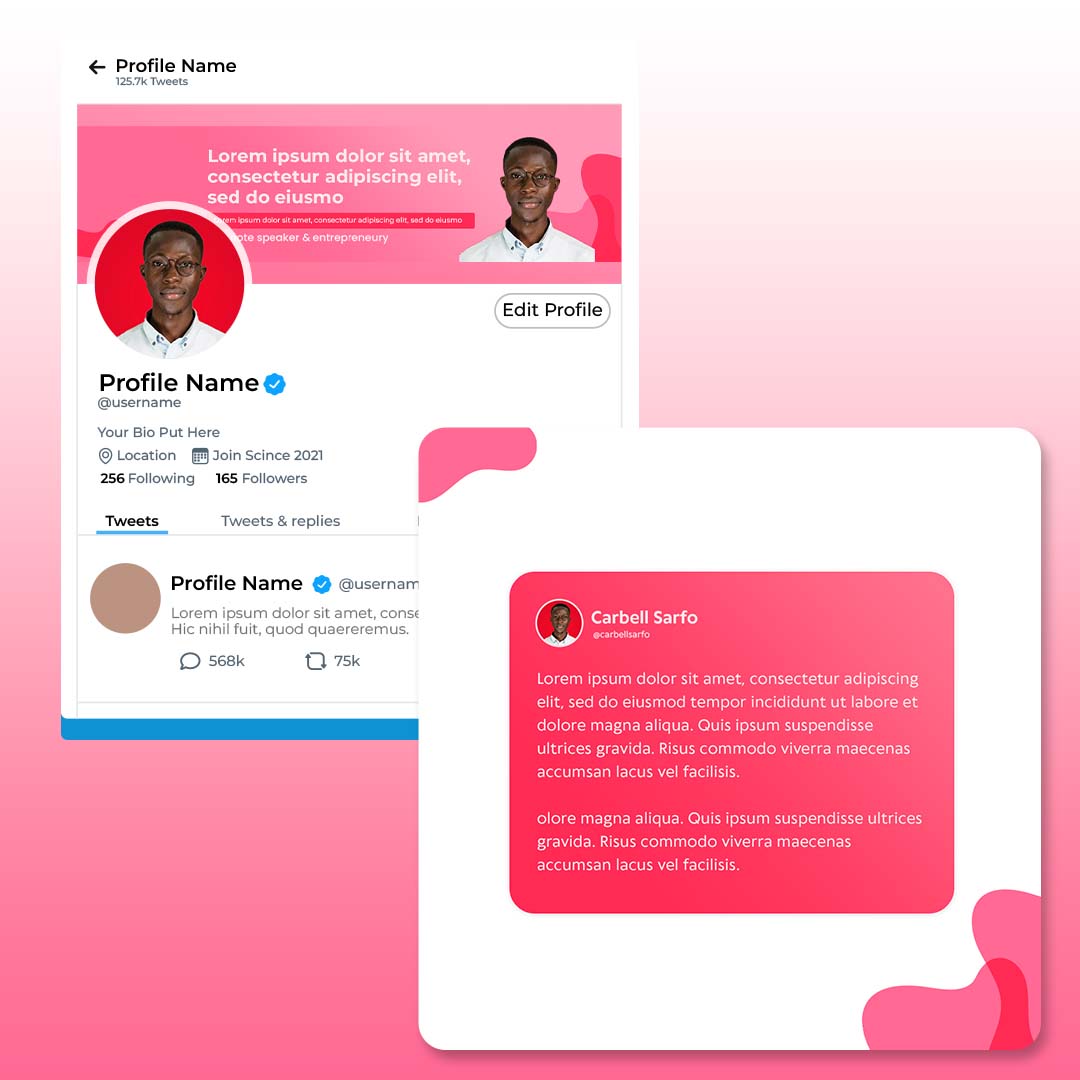 Profile Name
125.7k Tweets
Lorem ipsum dolor sit amet,
consectetur adipiscing elit,
sed do eiusmo
ipsum dolor sit amet, consectetur adipiscing elit, sed do eiusmo
speaker & entrepreneury
Edit Profile
Profile Name
@username
Your Bio Put Here
Location Join Scince 2021
256 Following 165 Followers
Tweets Tweets & replies
Profile Name @usernam
Lorem ipsum dolor sit amet, conse
Hic nihil fuit, quod quaereremus.
568k 75k
Carbell Sarfo
@carbellsarfo
Lorem ipsum dolor sit amet, consectetur adipiscing
elit, sed do eiusmod tempor incididunt ut labore et
dolore magna aliqua. Quis ipsum suspendisse
ultrices gravida. Risus commodo viverra maecenas
accumsan lacus vel facilisis.
olore magna aliqua. Quis ipsum suspendisse ultrices
gravida. Risus commodo viverra maecenas
accumsan lacus vel facilisis.